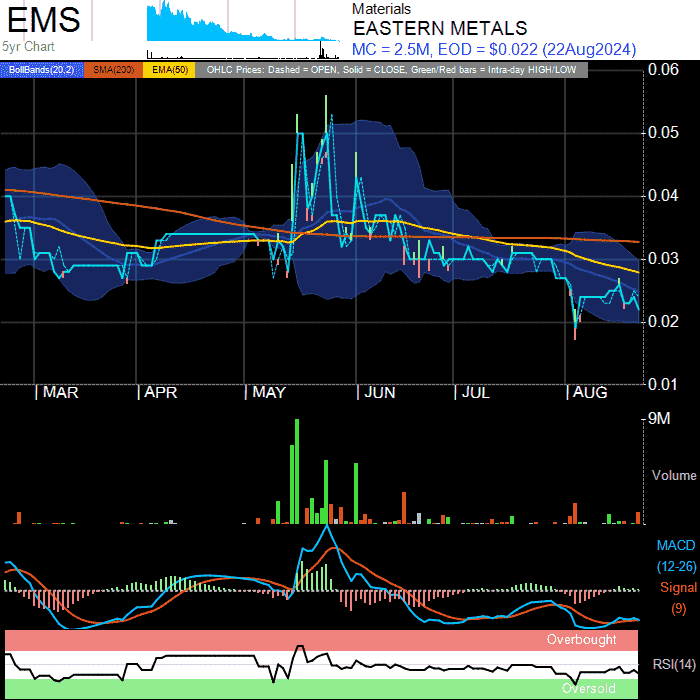 EMS
5yr Chart
Materials
EASTERN METALS
MC = 2.5M, EOD = $0.022 (22Aug2024)
BollBands(20,2) SMA(200) EMA(50) OHLC Prices: Dashed = OPEN, Solid = CLOSE, Green/Red bars = Intra-day HIGH/LOW
0.06
0.05
0.04
0.03
0.02
0.01
MAR APR MAY JUN JUL AUG
9M
Volume
MACD
(12-26)
Signal
(9)
Overbought
RSI(14)
Oversold